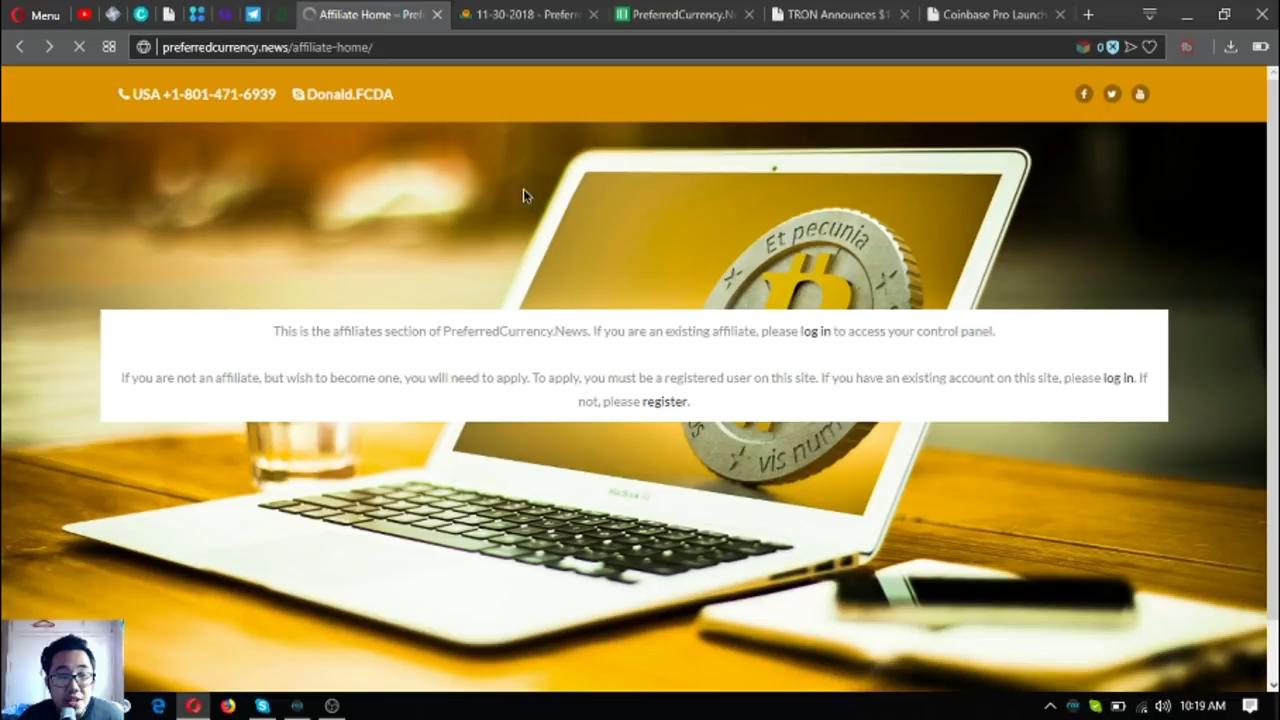 Menu
Affiliate Home – Pref
11-30-2018 - Preferr
PreferredCurrency.N
TRON Announces $1
Coinbase Pro Launch
preferredcurrency.news/affiliate-home/
0
USA +1-801-471-6939
Donald.FCDA
Et pecunia
This is the affiliates section of PreferredCurrency.News. If you are an existing affiliate, please log in to access your control panel.
If you are not an affiliate, but wish to become one, you will need to apply. To apply, you must be a registered user on this site. If you have an existing account on this site, please log in. If
not, please register.
vis num
10:19 AM